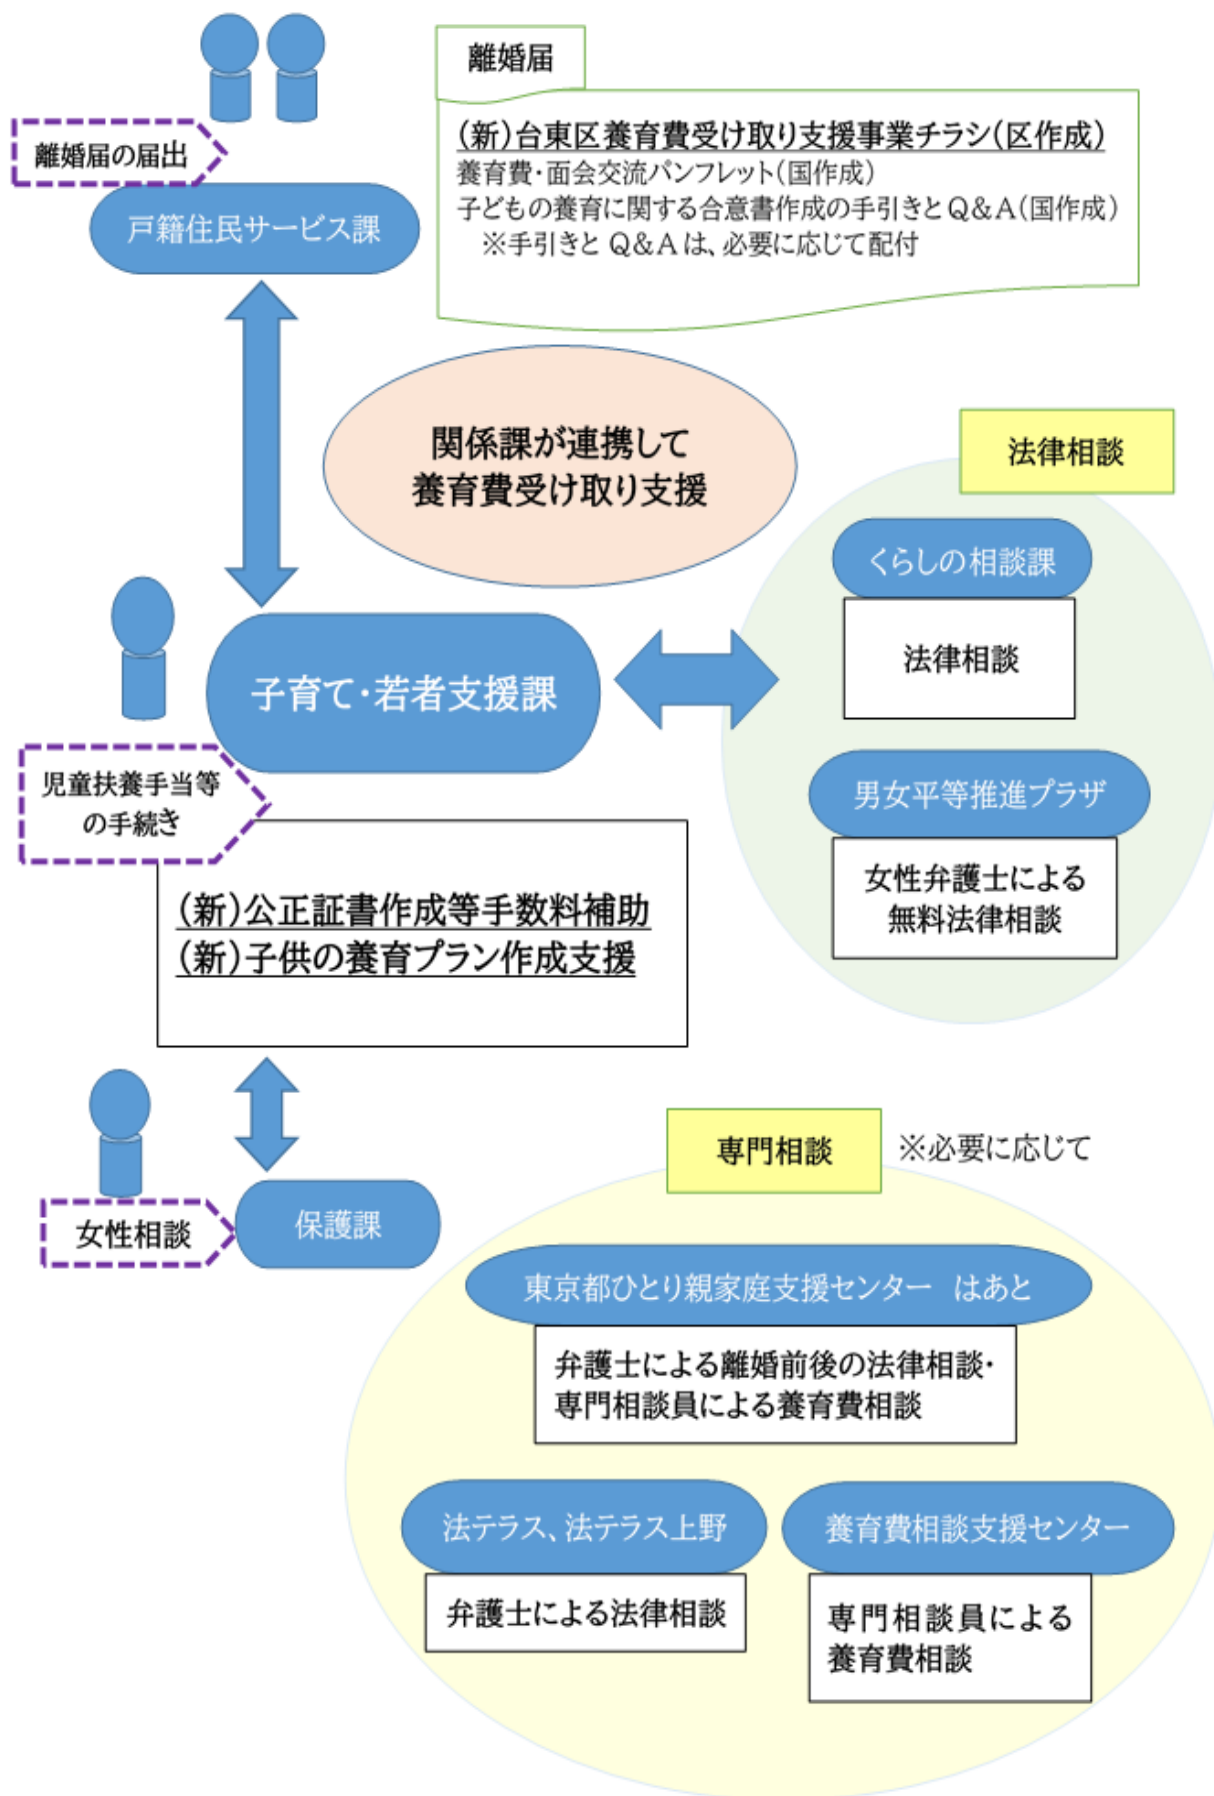 離婚届
離婚届の届出
(新)台東区養育費受け取り支援事業チラシ(区作成)
養育費・面会交流パンフレット(国作成)
子どもの養育に関する合意書作成の手引きとQ&A(国作成)
※手引きと Q&Aは、必要に応じて配付
戸籍住民サービス課
関係課が連携して
養育費受け取り支援
法律相談
くらしの相談課
法律相談
子育て・若者支援課
男女平等推進プラザ
女性弁護士による
無料法律相談
児童扶養手当等
の手続き
(新)公正証書作成等手数料補助
(新)子供の養育プラン作成支援
女性相談
保護課
専門相談
※必要に応じて
東京都ひとり親家庭支援センター はあと
弁護士による離婚前後の法律相談・
専門相談員による養育費相談
法テラス、法テラス上野
弁護士による法律相談
養育費相談支援センター
専門相談員による
養育費相談